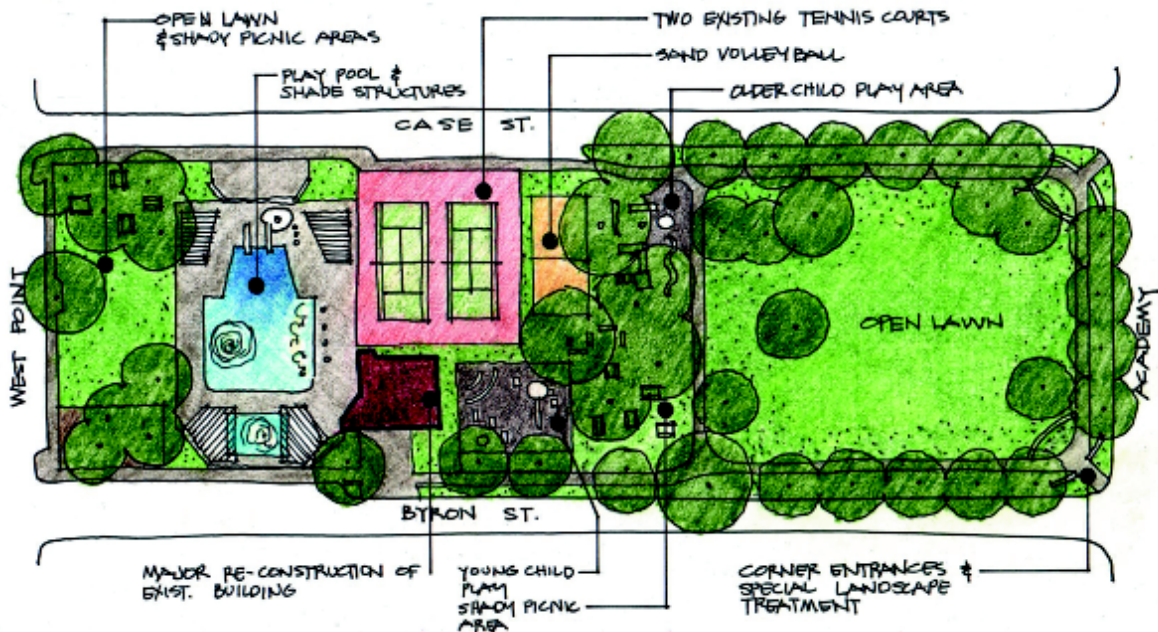 OPEN LAWN
& SHADY PICNIC AREAS
PLAY POOL &
SHADE STRUCTURES
TWO EXISTING TENNIS COURTS
SAND VOLLEYBALL
OLDER CHILD PLAY AREA
CASE ST.
WEST POINT
OPEN LAWN
ACADEMY
BYRON ST.
MAJOR RE-CONSTRUCTION OF
EXIST. BUILDING
YOUNG CHILD
PLAY
SHADY PICNIC
AREA
CORNER ENTRANCES &
SPECIAL LANDSCAPE
TREATMENT